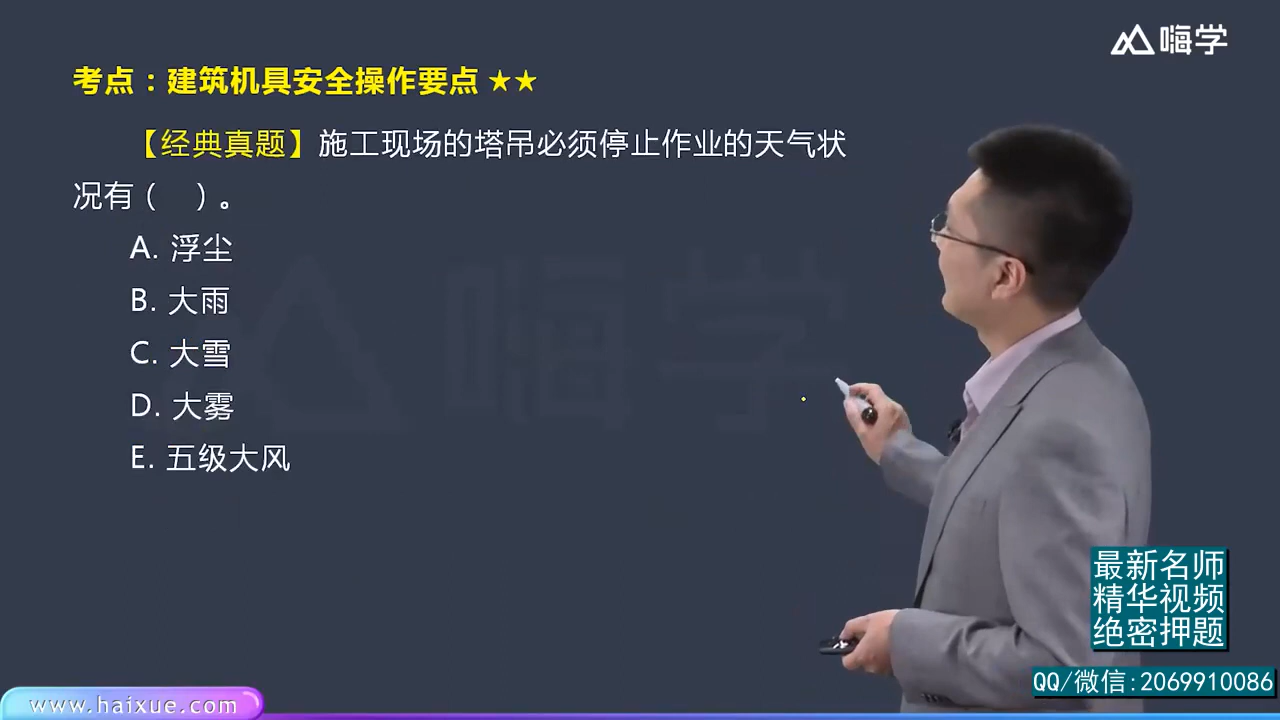 嗨学
考点：建筑机具安全操作要点 ★★
【经典真题】施工现场的塔吊必须停止作业的天气状
况有（ ）。
A. 浮尘
B. 大雨
C. 大雪
D. 大雾
E. 五级大风
嗨学
最新名师
精华视频
绝密押题
QQ/微信:2069910086
www.haixue.com